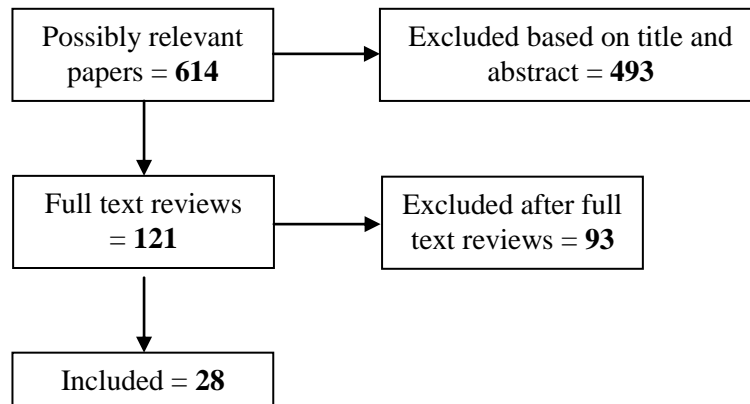 Possibly relevant
papers = 614
Excluded based on title and
abstract = 493
Full text reviews
= 121
Excluded after full
text reviews = 93
Included = 28